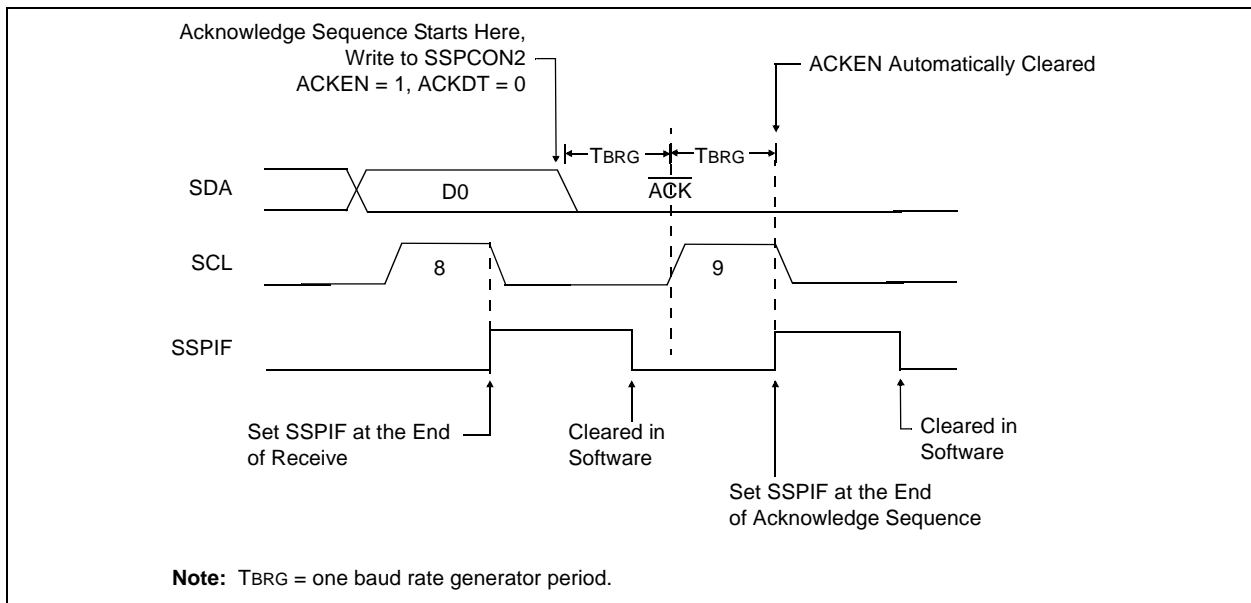 Acknowledge Sequence Starts Here,
Write to SSPCON2
ACKEN = 1, ACKDT = 0
ACKEN Automatically Cleared
TBRG
TBRG
SDA
D0
ACK
SCL
8
9
SSPIF
Set SSPIF at the End
of Receive
Cleared in
Software
Set SSPIF at the End
of Acknowledge Sequence
Cleared in
Software
Note: TBRG = one baud rate generator period.